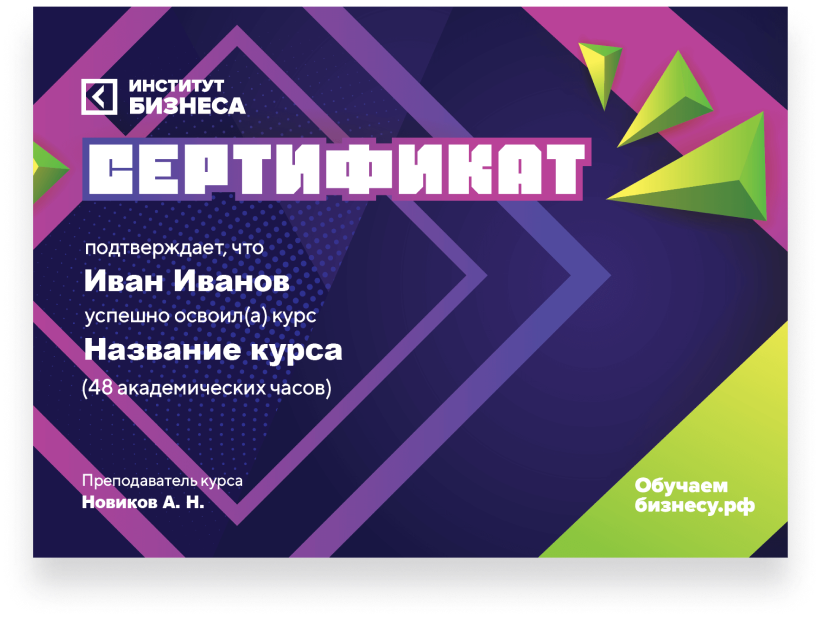 ИНСТИТУТ
БИЗНЕСА
СЕРТИФИКАТ
подтверждает, что
Иван Иванов
успешно освоил(а) курс
Название курса
(48 академических часов)
Преподаватель курса
Новиков А. Н.
Обучаем
бизнесу.рф